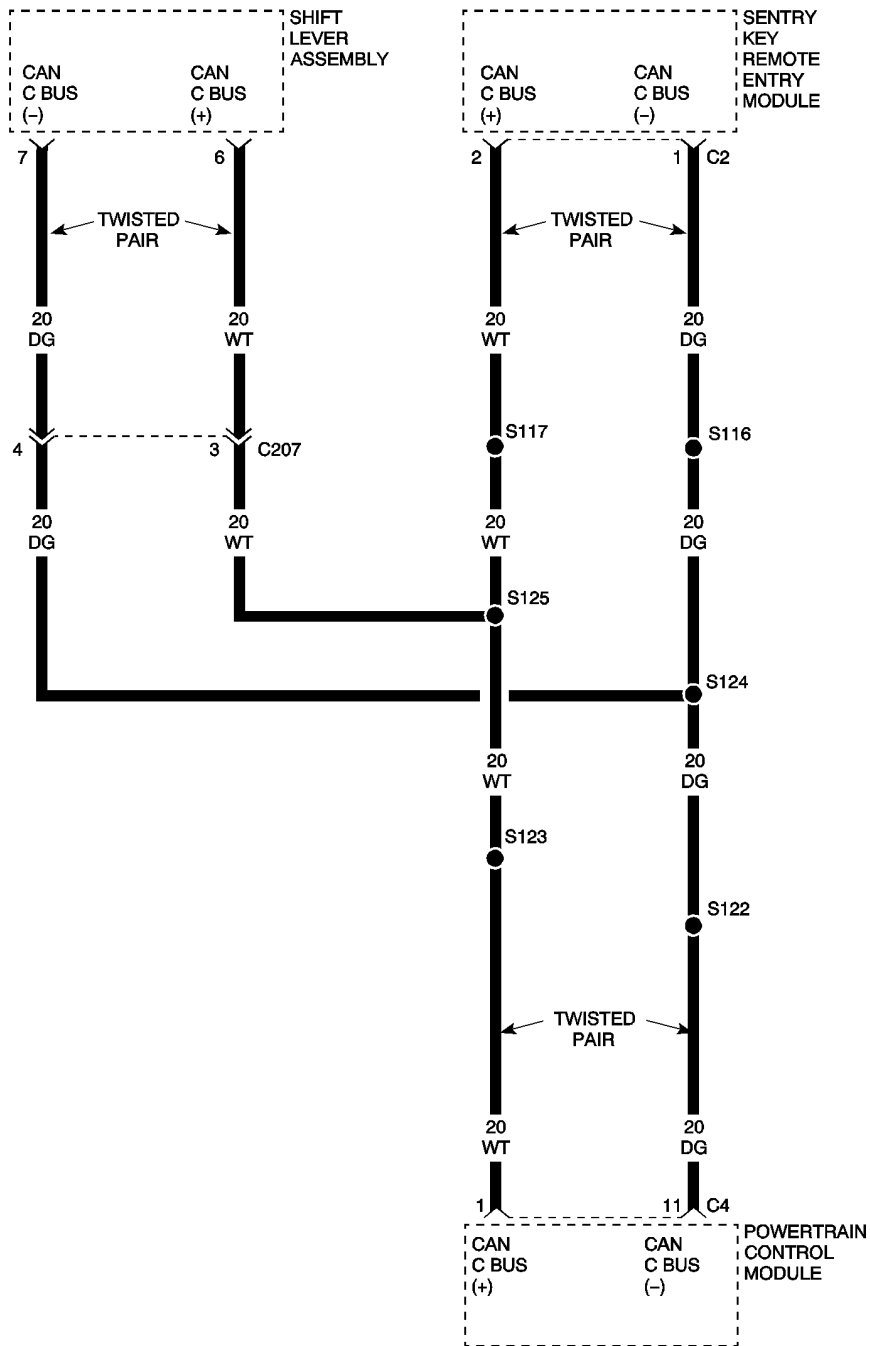 SHIFT
LEVER
ASSEMBLY
CAN
C BUS
(–)
CAN
C BUS
(+)
SENTRY
KEY
REMOTE
ENTRY
MODULE
CAN
C BUS
(+)
CAN
C BUS
(–)
7
6
2
1
C2
TWISTED
PAIR
TWISTED
PAIR
20
DG
20
WT
20
WT
20
DG
4
3
C207
S117
S116
20
DG
20
WT
20
WT
20
DG
S125
S124
20
WT
20
DG
S123
S122
TWISTED
PAIR
20
WT
20
DG
1
11
C4
CAN
C BUS
(+)
CAN
C BUS
(–)
POWERTRAIN
CONTROL
MODULE